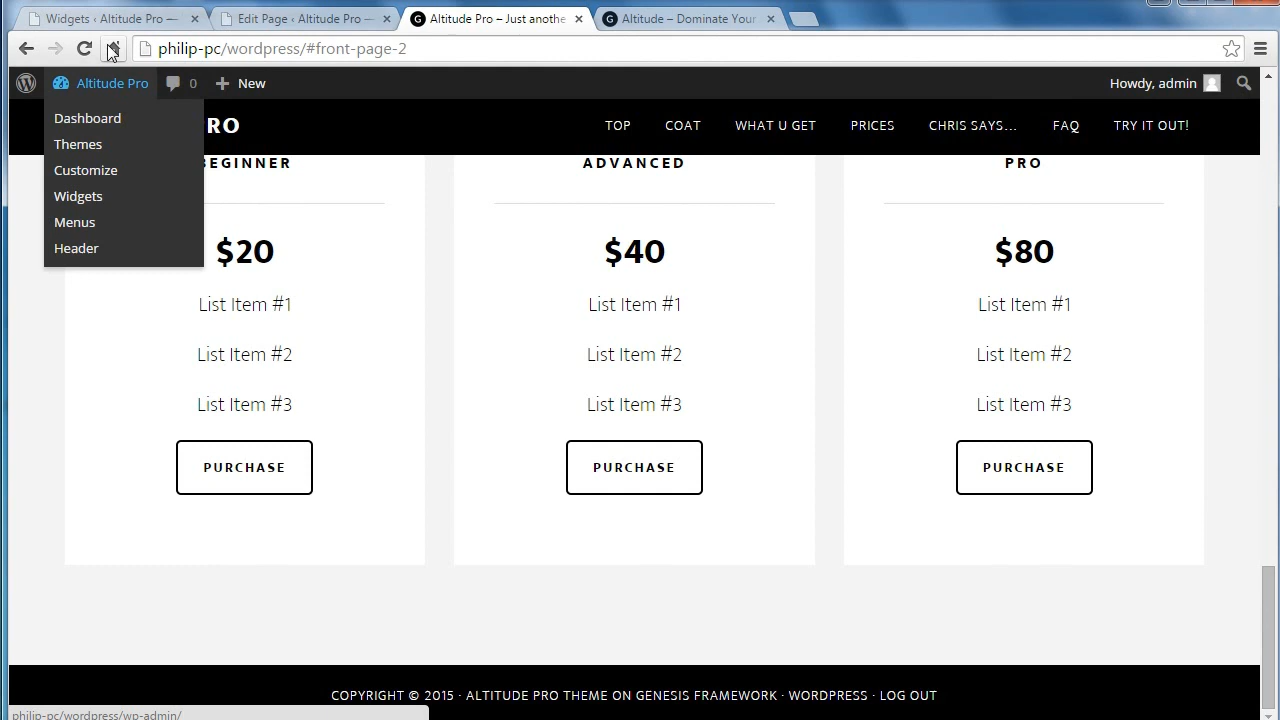 Widgets ‹ Altitude Pro —
Edit Page ‹ Altitude Pro —
Altitude Pro ~ Just anothe
Altitude – Dominate Your
philip-pc/wordpress/#front-page-2
Altitude Pro
0
New
Howdy, admin
Dashboard
Themes
Customize
Widgets
Menus
Header
PRO
TOP
COAT
WHAT U GET
PRICES
CHRIS SAYS...
FAQ
TRY IT OUT!
BEGINNER
ADVANCED
PRO
$20
$40
$80
List Item #1
List Item #1
List Item #1
List Item #2
List Item #2
List Item #2
List Item #3
List Item #3
List Item #3
PURCHASE
PURCHASE
PURCHASE
COPYRIGHT © 2015 · ALTITUDE PRO THEME ON GENESIS FRAMEWORK · WORDPRESS · LOG OUT
philip-pc/wordpress/wp-admin/